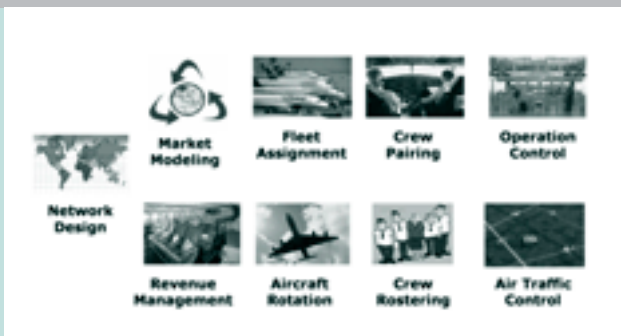 Market
Modeling
Fleet
Assignment
Crew
Pairing
Operation
Control
Network
Design
Revenue
Management
Aircraft
Rotation
Crew
Rostering
Air Traffic
Control